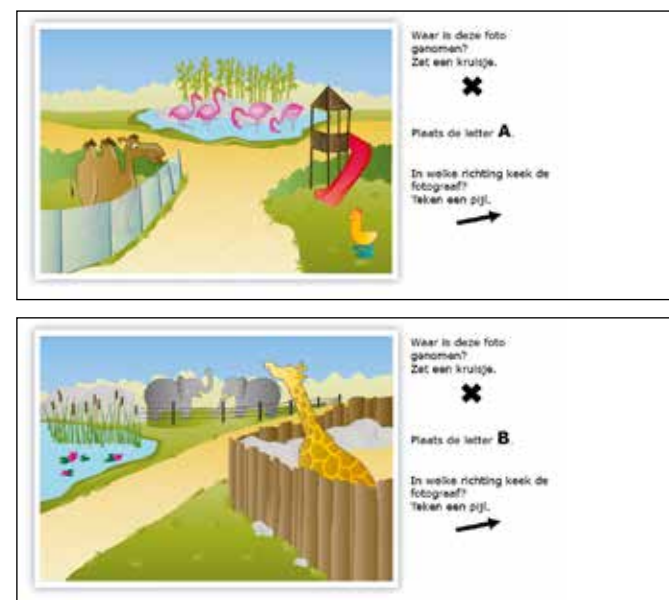 Waar is deze foto
genomen?
Zet een kruisje.
Plaats de letter A.
In welke richting keek de
fotograaf?
Teken een pijl.
Waar is deze foto
genomen?
Zet een kruisje.
Plaats de letter B.
In welke richting keek de
fotograaf?
Teken een pijl.